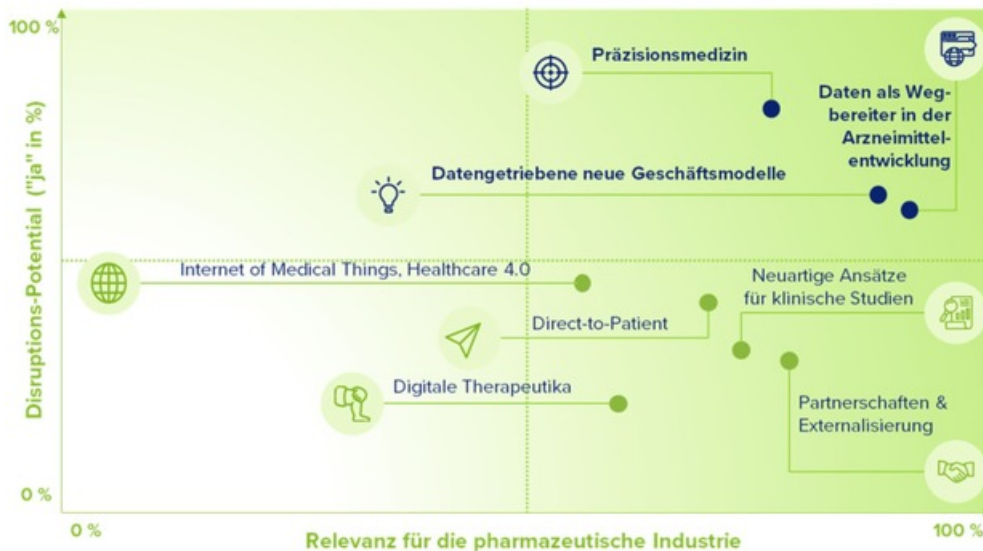 100 %
Präzisionsmedizin
Daten als Weg-
bereiter in der
Arzneimittel-
entwicklung
Datengetriebene neue Geschäftsmodelle
Disruptions-Potential ("ja" in %)
Internet of Medical Things, Healthcare 4.0
Neuartige Ansätze
für klinische Studien
Direct-to-Patient
Digitale Therapeutika
Partnerschaften &
Externalisierung
0 %
0 %
Relevanz für die pharmazeutische Industrie
100 %